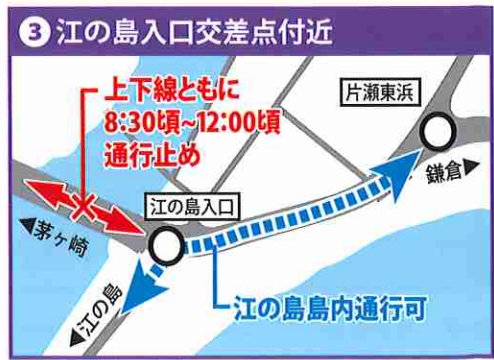 ③江の島入口交差点付近
上下線ともに
8:30頃~12:00頃
通行止め
片瀬東浜
鎌倉▶
江の島入口
◀茅ヶ崎
◀江の島
江の島島内通行可